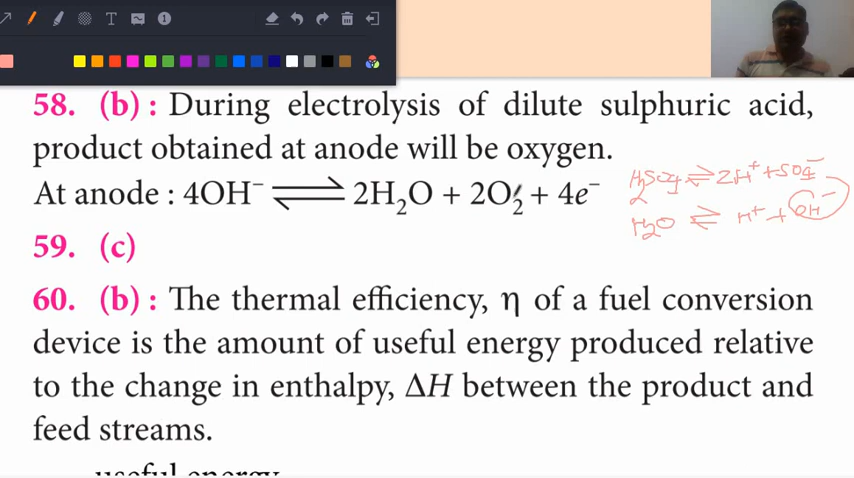 58. (b) : During electrolysis of dilute sulphuric acid,
product obtained at anode will be oxygen.
At anode : 4OH⁻ ⇌ 2H₂O + 2O₂ + 4e⁻
H₂SO₄ ⇌ 2H⁺ + SO₄⁻
H₂O ⇌ H⁺ + OH⁻
59. (c)
60. (b) : The thermal efficiency, η of a fuel conversion
device is the amount of useful energy produced relative
to the change in enthalpy, ΔH between the product and
feed streams.
useful energy